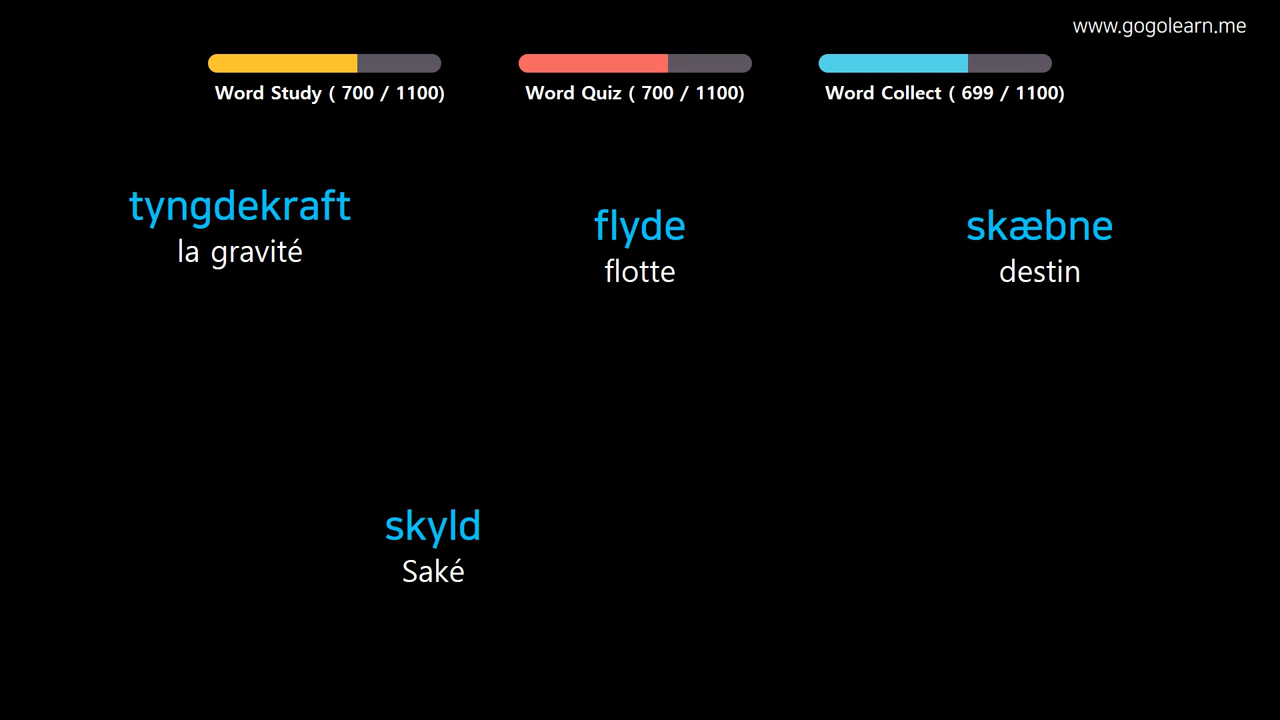 www.gogolearn.me
Word Study ( 700 / 1100)
Word Quiz ( 700 / 1100)
Word Collect ( 699 / 1100)
tyngdekraft
la gravité
flyde
flotte
skæbne
destin
skyld
Saké